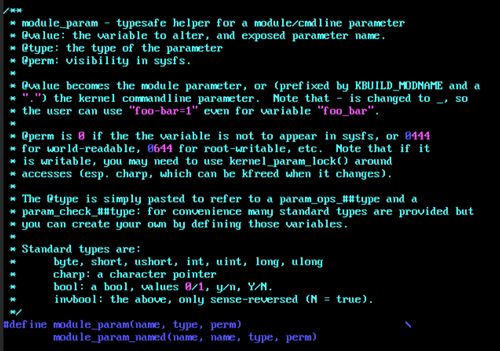 /**
 * module_param - typesafe helper for a module/cmdline parameter
 * @value: the variable to alter, and exposed parameter name.
 * @type: the type of the parameter
 * @perm: visibility in sysfs.
 *
 * @value becomes the module parameter, or (prefixed by KBUILD_MODNAME and a
 * ".") the kernel commandline parameter.  Note that - is changed to _, so
 * the user can use "foo-bar=1" even for variable "foo_bar".
 *
 * @perm is 0 if the the variable is not to appear in sysfs, or 0444
 * for world-readable, 0644 for root-writable, etc.  Note that if it
 * is writable, you may need to use kernel_param_lock() around
 * accesses (esp. charp, which can be kfreed when it changes).
 *
 * The @type is simply pasted to refer to a param_ops_##type and a
 * param_check_##type: for convenience many standard types are provided but
 * you can create your own by defining those variables.
 *
 * Standard types are:
 *      byte, short, ushort, int, uint, long, ulong
 *      charp: a character pointer
 *      bool: a bool, values 0/1, y/n, Y/N.
 *      invbool: the above, only sense-reversed (N = true).
 */
#define module_param(name, type, perm)                          \
        module_param_named(name, name, type, perm)